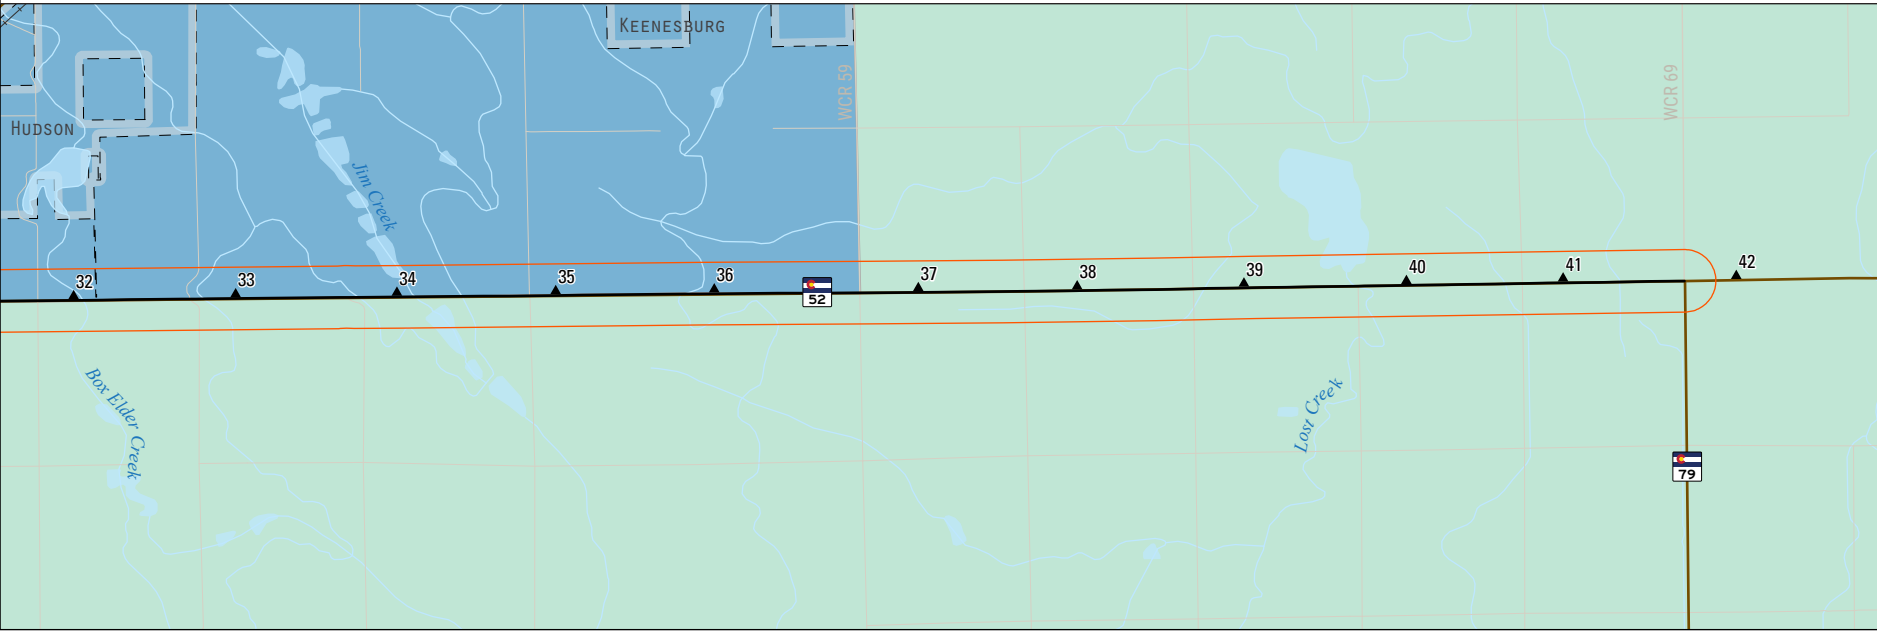 KEENESBURG
WCR 59
WCR 69
HUDSON
Jim Creek
32
33
34
35
36
37
38
39
40
41
42
52
Box Elder Creek
Lost Creek
79